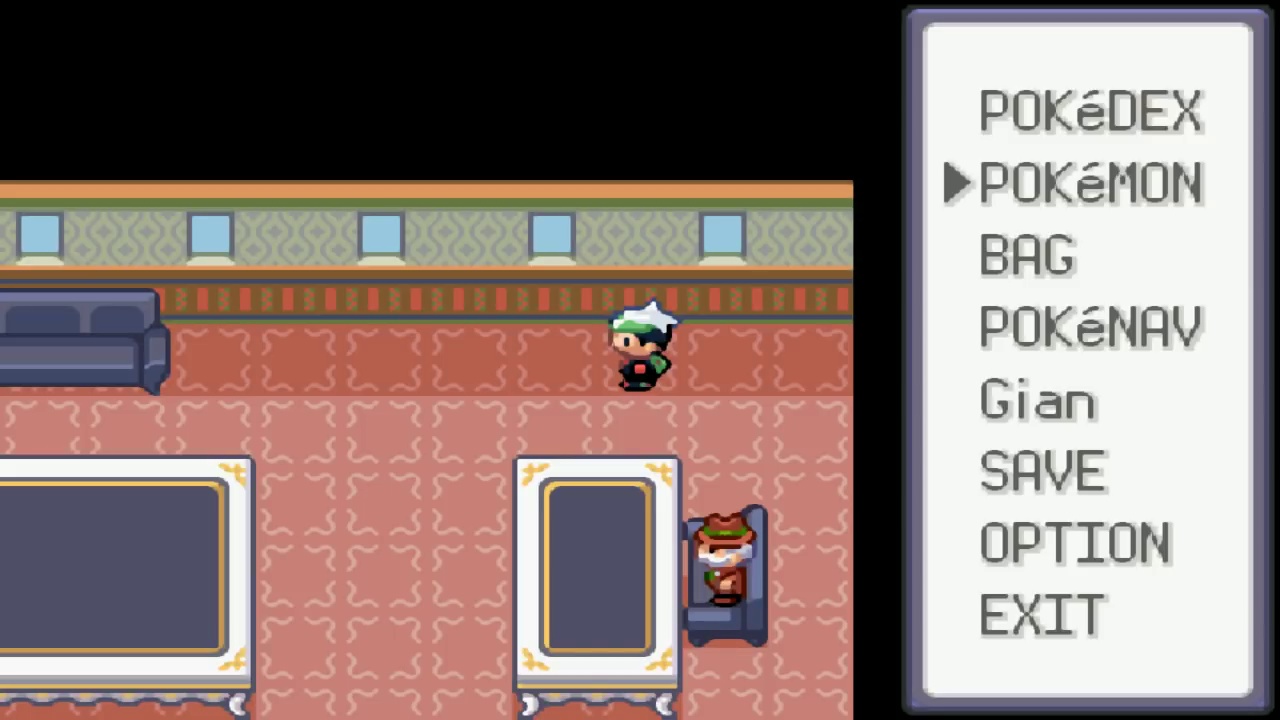 POKéDEX
POKéMON
BAG
POKéNAV
Gian
SAVE
OPTION
EXIT